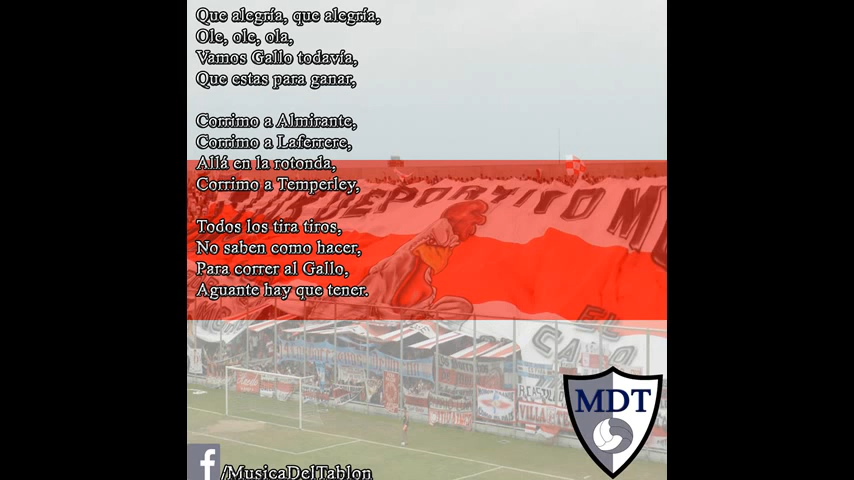 Que alegría, que alegría,
Ole, ole, ola,
Vamos Gallo todavía,
Que estas para ganar,
Corrimo a Almirante,
Corrimo a Laferrere,
Allá en la rotonda,
Corrimo a Temperley,
Todos los tira tiros,
No saben como hacer,
Para correr al Gallo,
Aguante hay que tener.
DEPORTIVO M
EL
MDT
f /MusicaDelTablon